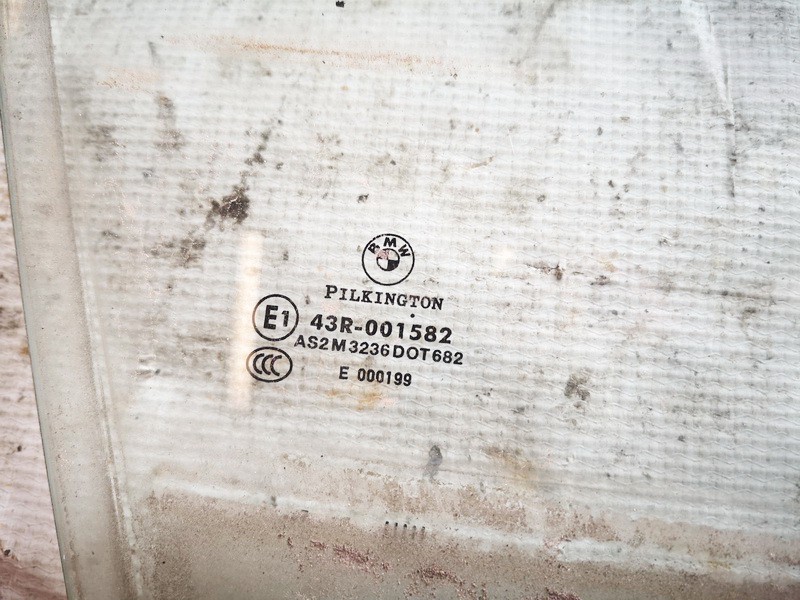 BMW
PILKINGTON
E1 43R-001582
AS2 M3236 DOT682
CCC
E 000199